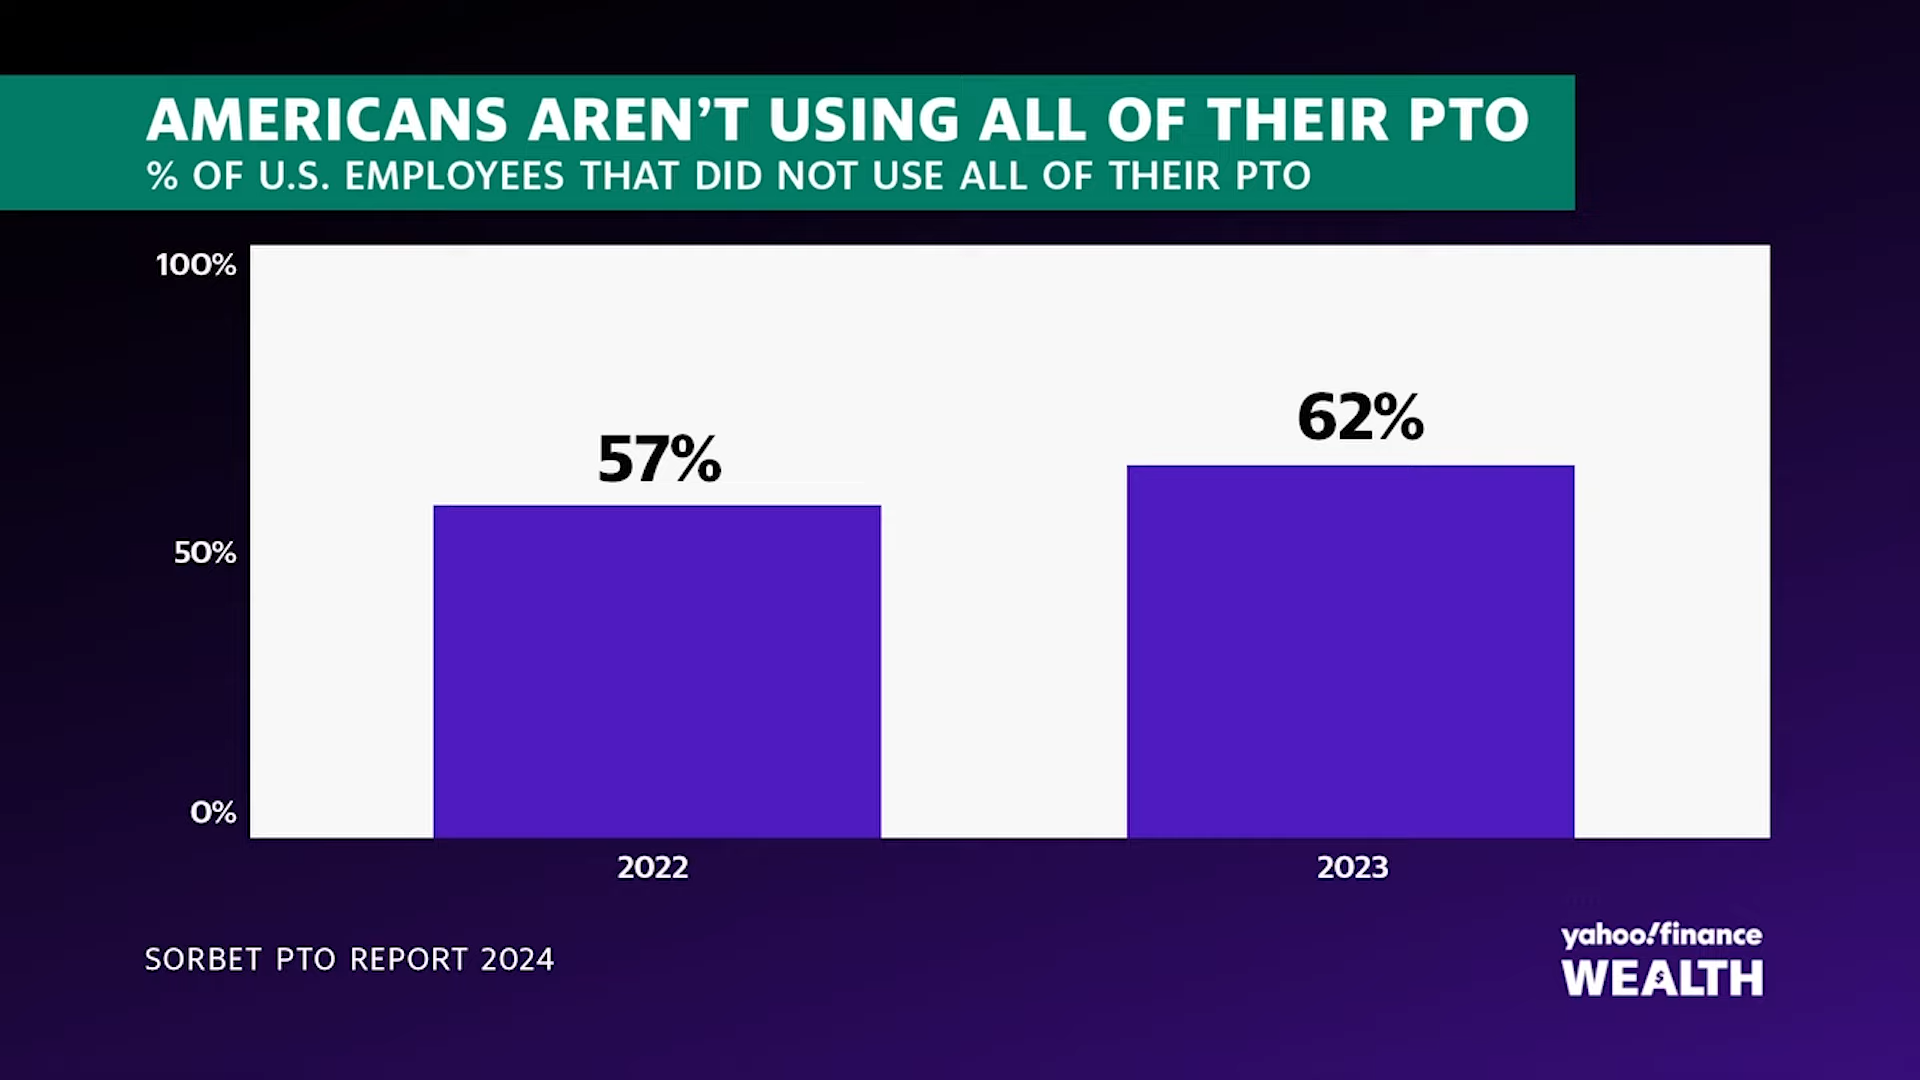 AMERICANS AREN’T USING ALL OF THEIR PTO
% OF U.S. EMPLOYEES THAT DID NOT USE ALL OF THEIR PTO
100%
50%
0%
57%
62%
2022
2023
SORBET PTO REPORT 2024
yahoo!finance
WEALTH